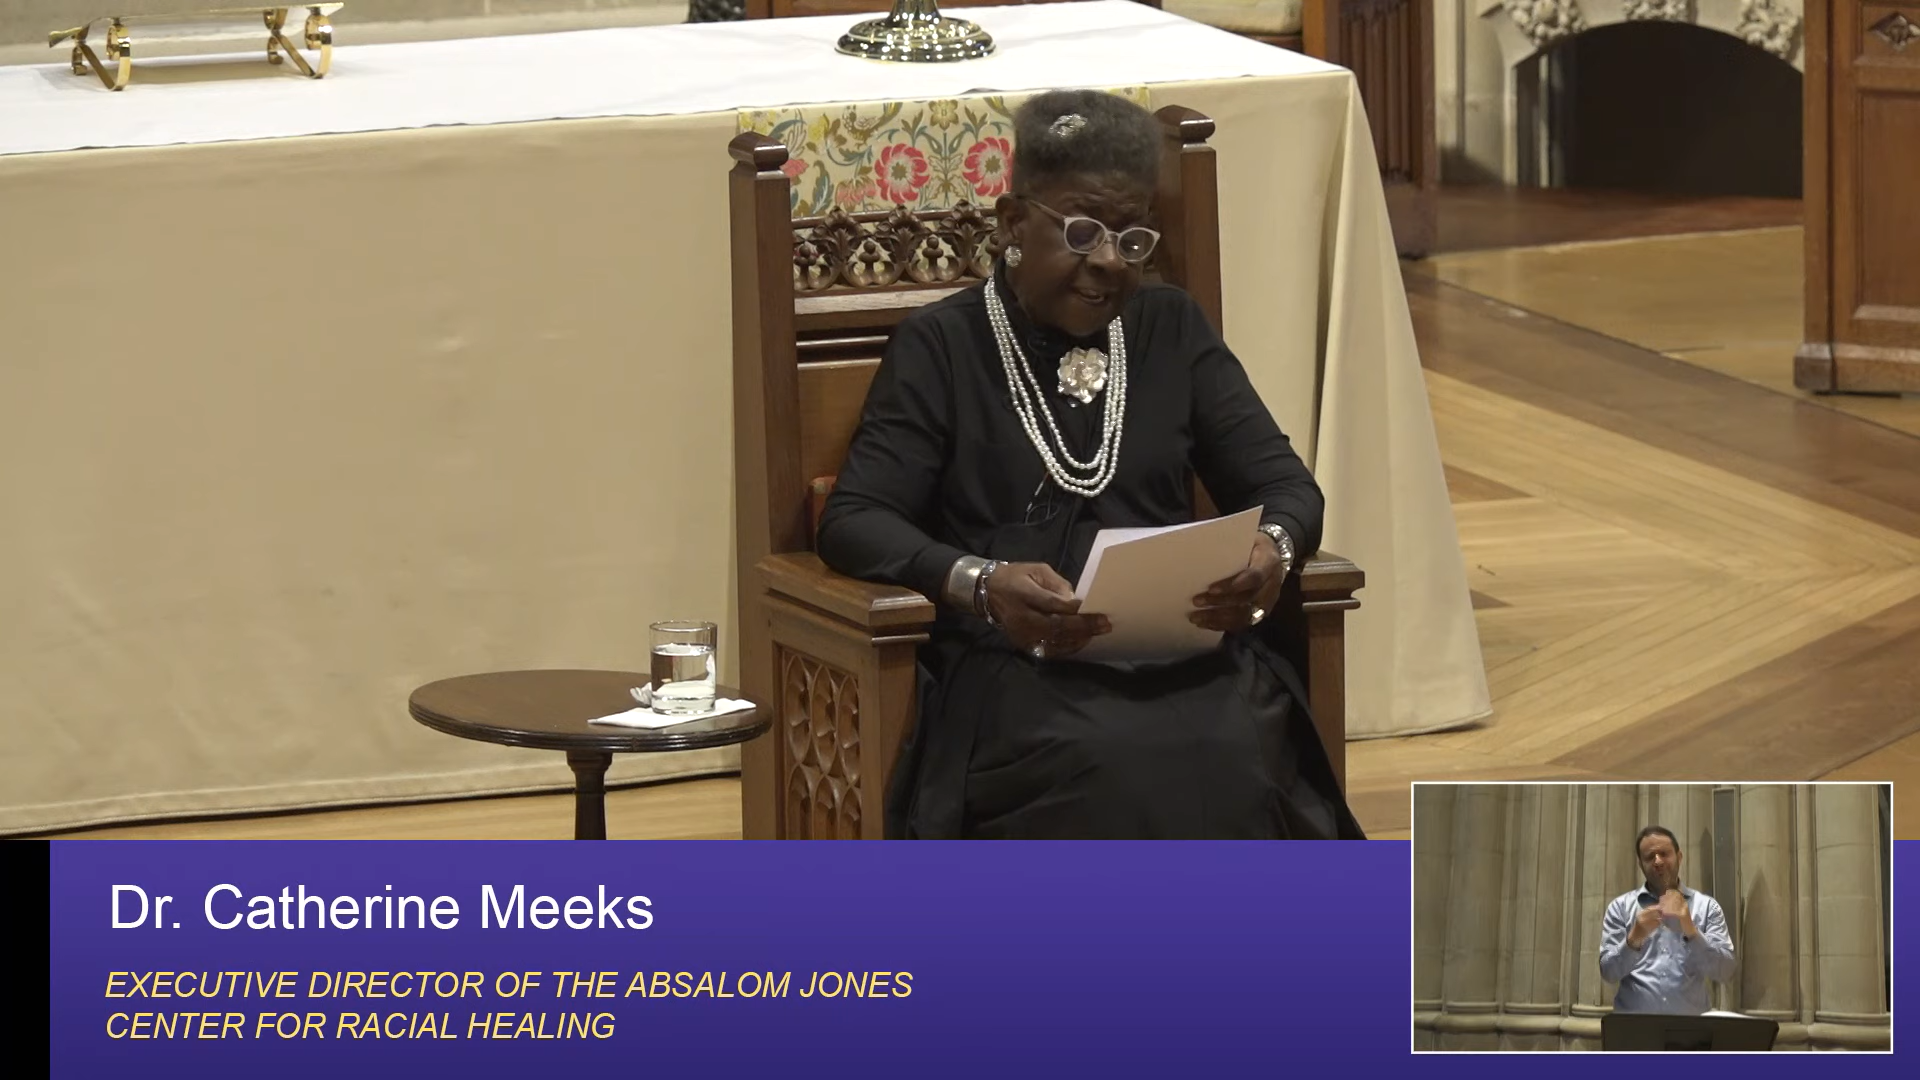 Dr. Catherine Meeks
EXECUTIVE DIRECTOR OF THE ABSALOM JONES
CENTER FOR RACIAL HEALING